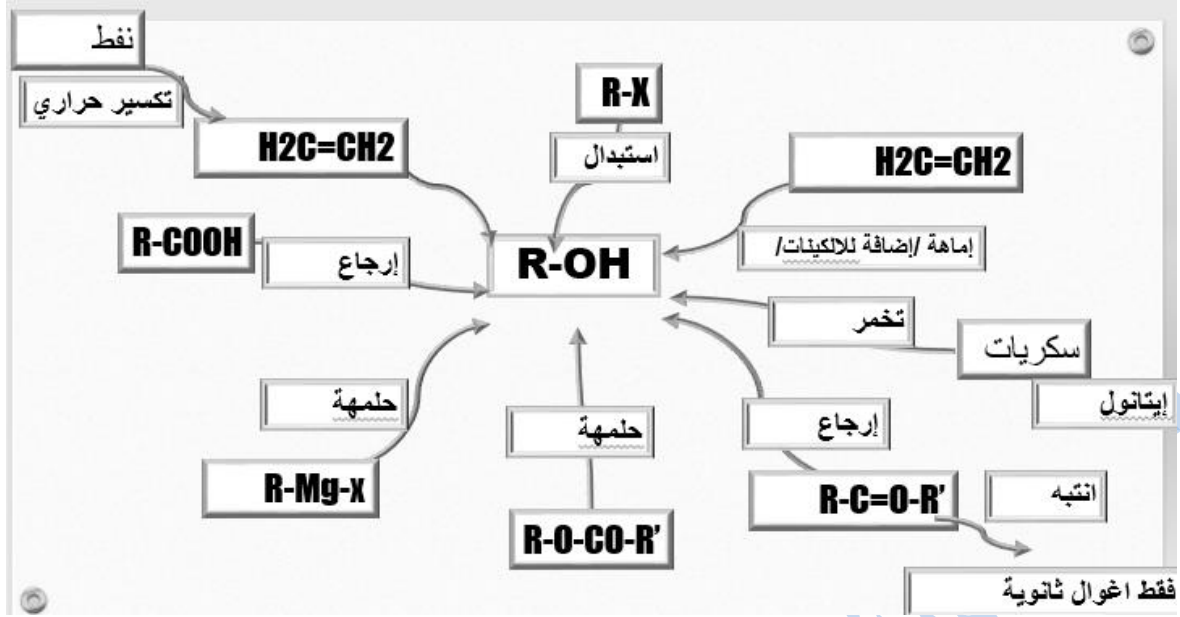 نفط
تكسير حراري
H2C=CH2
R-X
استبدال
H2C=CH2
إماهة /إضافة للالكينات/
R-COOH
إرجاع
R-OH
تخمر
سكريات
إيتانول
حلمهة
R-Mg-x
حلمهة
R-O-CO-R’
إرجاع
R-C=O-R’
انتبه
فقط اغوال ثانوية